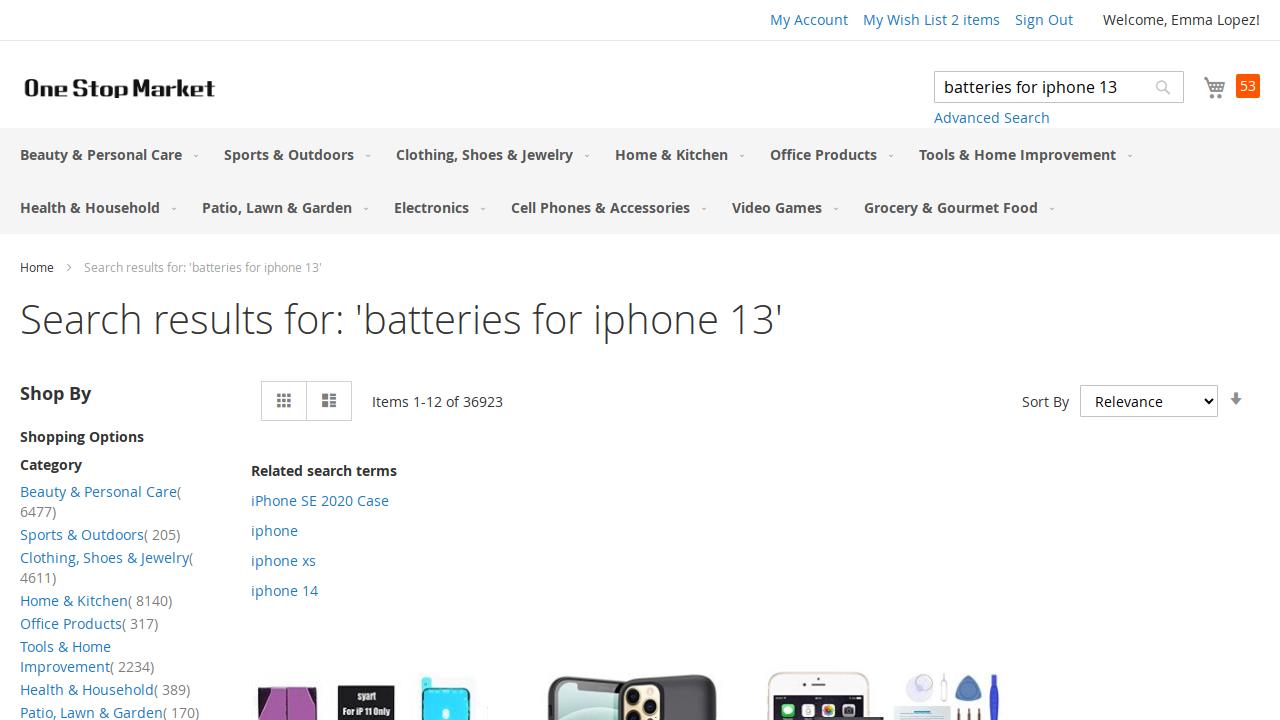 My Account My Wish List 2 items Sign Out Welcome, Emma Lopez!
One Stop Market
batteries for iphone 13
53
Advanced Search
Beauty & Personal Care Sports & Outdoors Clothing, Shoes & Jewelry Home & Kitchen Office Products Tools & Home Improvement
Health & Household Patio, Lawn & Garden Electronics Cell Phones & Accessories Video Games Grocery & Gourmet Food
Home Search results for: 'batteries for iphone 13'
Search results for: 'batteries for iphone 13'
Shop By
Items 1-12 of 36923
Sort By Relevance
Shopping Options
Category
Beauty & Personal Care( 6477)
Sports & Outdoors( 205)
Clothing, Shoes & Jewelry( 4611)
Home & Kitchen( 8140)
Office Products( 317)
Tools & Home Improvement( 2234)
Health & Household( 389)
Patio, Lawn & Garden( 170)
Related search terms
iPhone SE 2020 Case
iphone
iphone xs
iphone 14
syart
For iP 11 Only